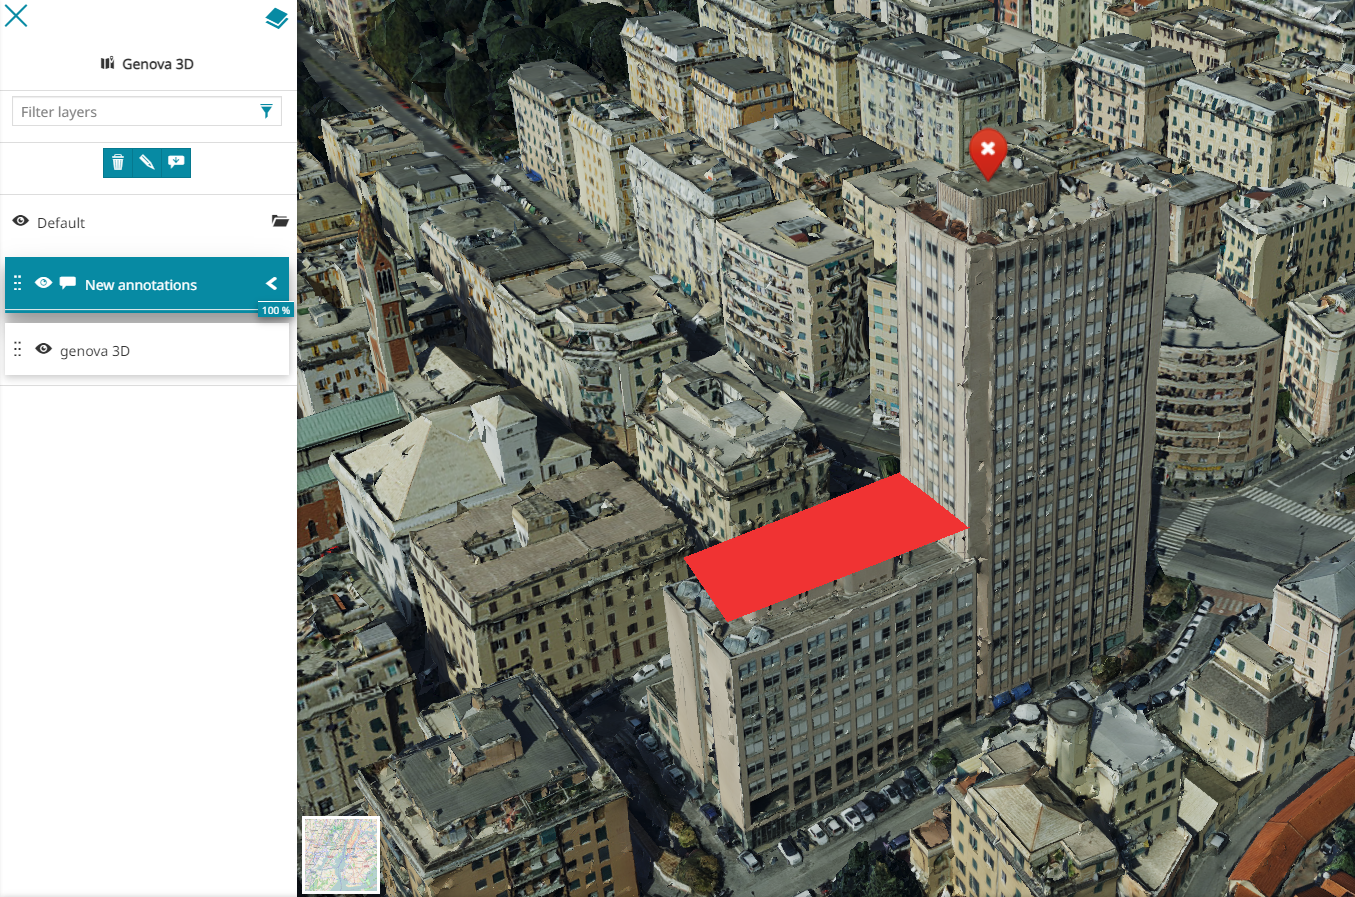 Genova 3D
Filter layers
Default
New annotations
100 %
genova 3D